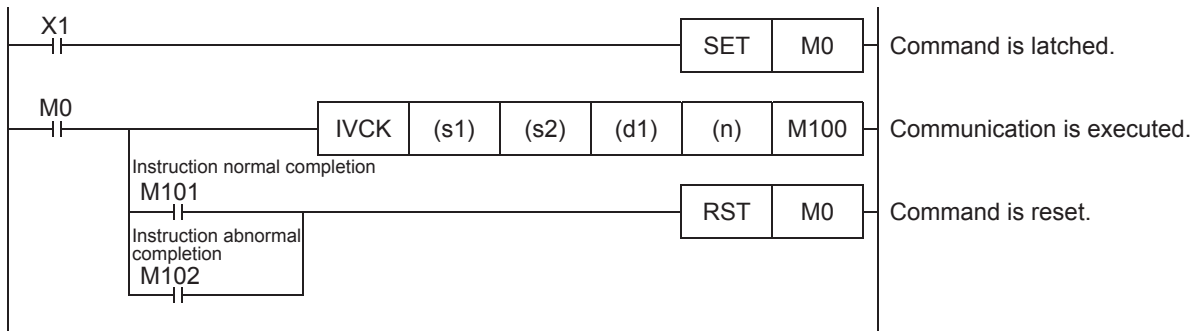 X1
SET M0 Command is latched.
M0
IVCK (s1) (s2) (d1) (n) M100 Communication is executed.
Instruction normal completion
M101
RST M0 Command is reset.
Instruction abnormal
completion
M102